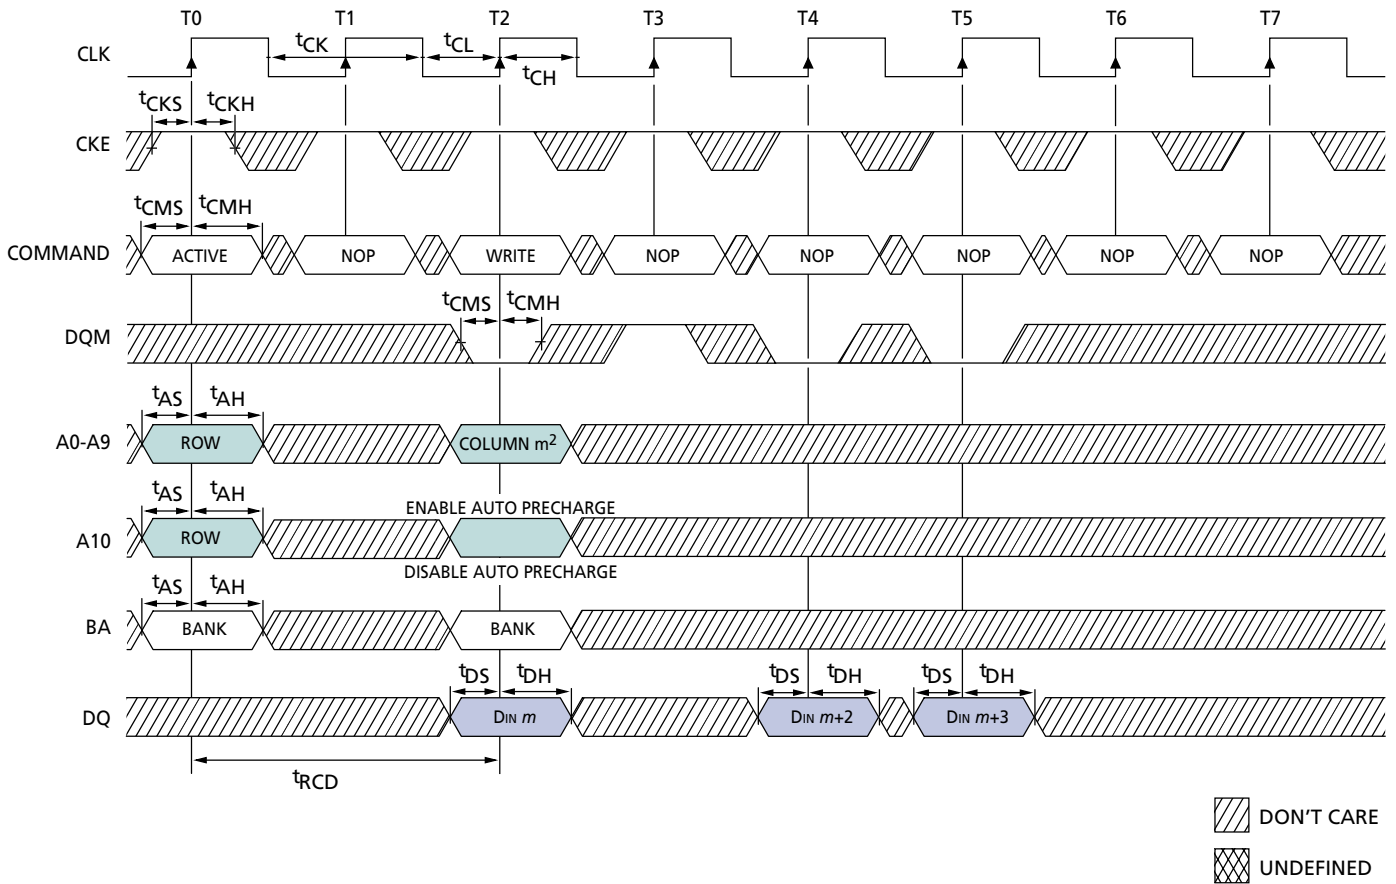 T0 T1 T2 T3 T4 T5 T6 T7
CLK tCK tCL
tCH
tCKS tCKH
CKE
tCMS tCMH
COMMAND ACTIVE NOP WRITE NOP NOP NOP NOP NOP
tCMS tCMH
DQM
tAS tAH
A0-A9 ROW COLUMN m2
tAS tAH ENABLE AUTO PRECHARGE
A10 ROW
DISABLE AUTO PRECHARGE
tAS tAH
BA BANK BANK
tDS tDH tDS tDH tDS tDH
DQ DIN m DIN m+2 DIN m+3
tRCD
DON'T CARE
UNDEFINED